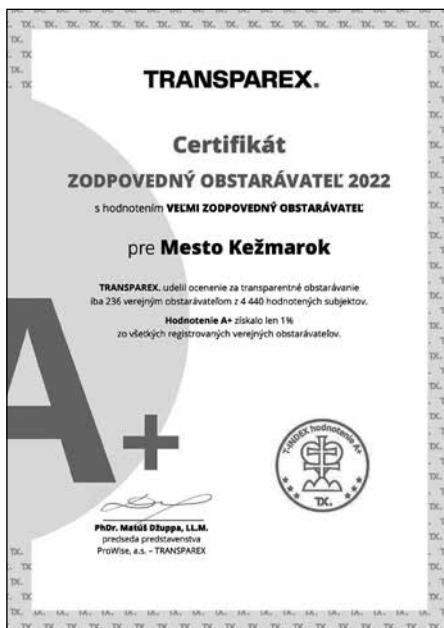 TRANSPAREX.
Certifikát
ZODPOVEDNÝ OBSTARÁVATEĽ 2022
s hodnotením VEĽMI ZODPOVEDNÝ OBSTARÁVATEĽ
pre Mesto Kežmarok
TRANSPAREX. udelil ocenenie za transparentné obstarávanie
iba 236 verejným obstarávateľom z 4 440 hodnotených subjektov.
Hodnotenie A+ získalo len 1%
zo všetkých registrovaných verejných obstarávateľov.
A+
T-INDEX hodnotenie A+
TX.
PhDr. Matúš Džuppa, LL.M.
predseda predstavenstva
ProWise, a.s. – TRANSPAREX